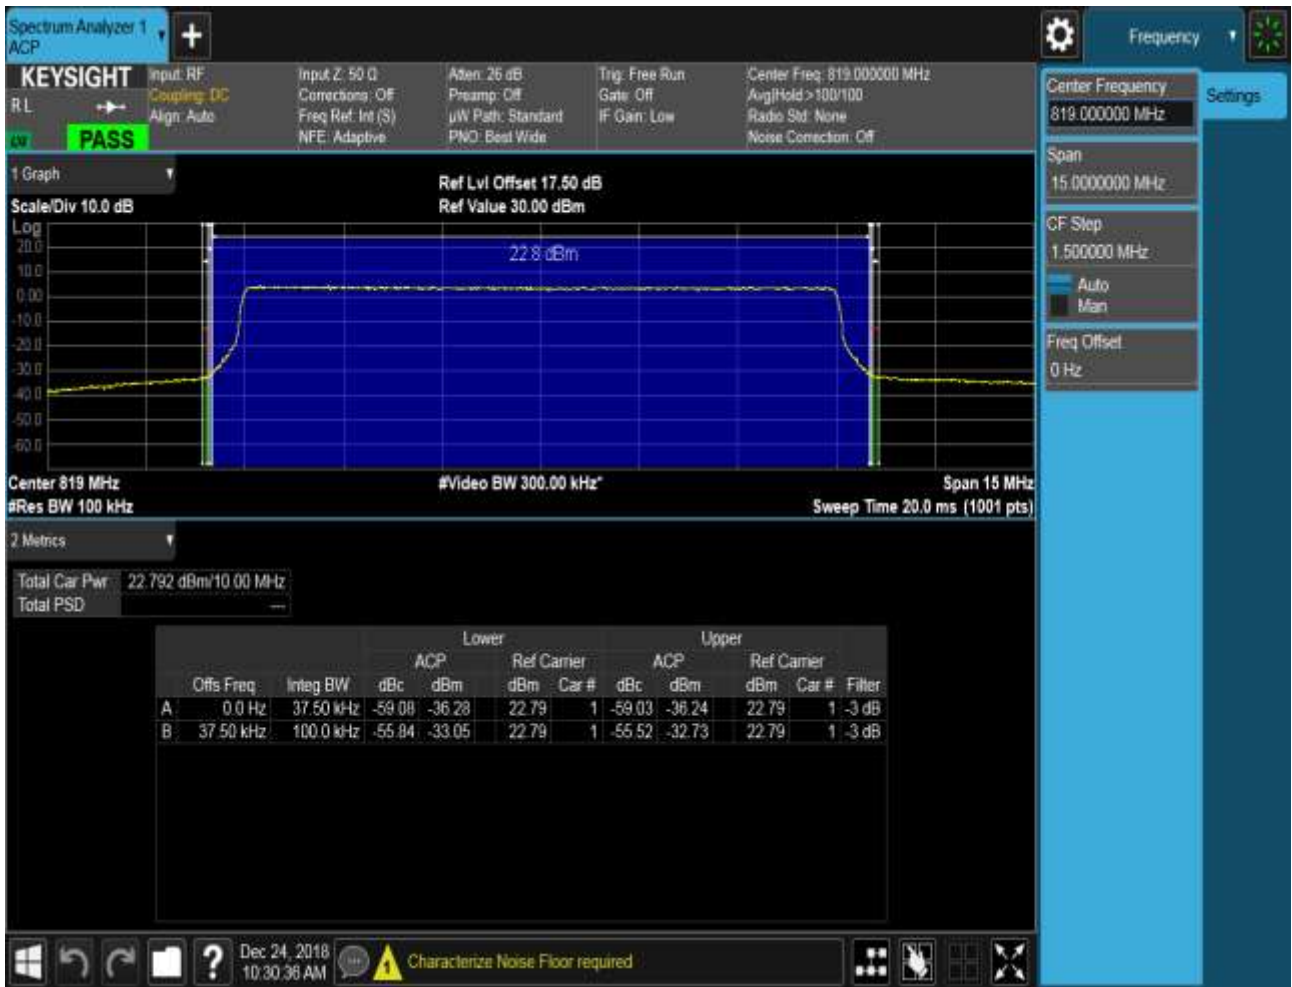 Spectrum Analyzer 1
ACP
Frequency
KEYSIGHT
Input: RF
Coupling: DC
Align: Auto
Input Z: 50 Ω
Corrections: Off
Freq Ref: Int (S)
NFE: Adaptive
Atten: 26 dB
Preamp: Off
µW Path: Standard
PNO: Best Wide
Trig: Free Run
Gate: Off
IF Gain: Low
Center Freq: 819.000000 MHz
Avg|Hold:>100/100
Radio Std: None
Noise Correction: Off
R L
PASS
Center Frequency
819.000000 MHz
Settings
Span
15.0000000 MHz
CF Step
1.500000 MHz
Auto
Man
Freq Offset
0 Hz
1 Graph
Scale/Div 10.0 dB
Ref Lvl Offset 17.50 dB
Ref Value 30.00 dBm
Log
20.0
10.0
0.00
-10.0
-20.0
-30.0
-40.0
-50.0
-60.0
22.8 dBm
Center 819 MHz
#Video BW 300.00 kHz*
Span 15 MHz
#Res BW 100 kHz
Sweep Time 20.0 ms (1001 pts)
2 Metrics
Total Car Pwr 22.792 dBm/10.00 MHz
Total PSD ---
Lower Upper
ACP Ref Carrier ACP Ref Carrier
Offs Freq Integ BW dBc dBm dBm Car # dBc dBm dBm Car # Filter
A 0.0 Hz 37.50 kHz -59.08 -36.28 22.79 1 -59.03 -36.24 22.79 1 -3 dB
B 37.50 kHz 100.0 kHz -55.84 -33.05 22.79 1 -55.52 -32.73 22.79 1 -3 dB
?
Dec 24, 2018
10:30:36 AM
1
Characterize Noise Floor required